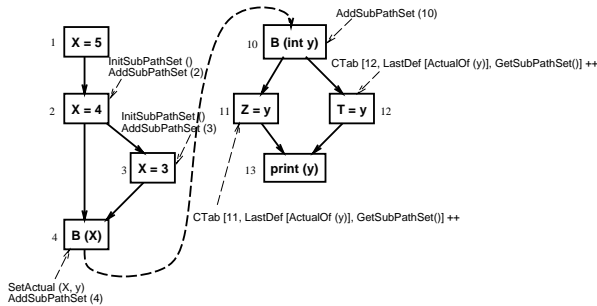 AddSubPathSet (10)
1
X = 5
10
B (int y)
InitSubPathSet ()
AddSubPathSet (2)
CTab [12, LastDef [ActualOf (y)], GetSubPathSet()] ++
2
X = 4
InitSubPathSet ()
AddSubPathSet (3)
11
Z = y
T = y
12
3
X = 3
13
print (y)
CTab [11, LastDef [ActualOf (y)], GetSubPathSet()] ++
4
B (X)
SetActual (X, y)
AddSubPathSet (4)